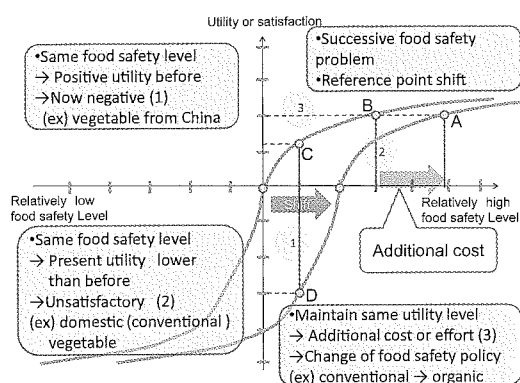 Utility or satisfaction
•Same food safety level
→ Positive utility before
→Now negative (1)
(ex) vegetable from China
•Successive food safety
problem
•Reference point shift
3
B
A
2
C
Relatively low
food safety Level
Relatively high
food safety Level
1
Additional cost
D
•Same food safety level
→ Present utility lower
than before
→Unsatisfactory (2)
(ex) domestic (conventional )
vegetable
•Maintain same utility level
→ Additional cost or effort (3)
→Change of food safety policy
(ex) conventional → organic